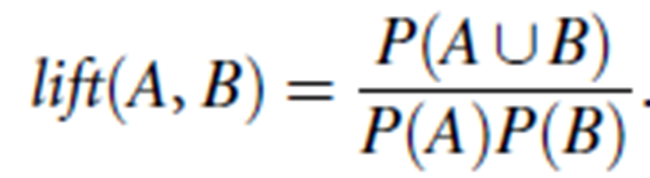 lift(A, B) = P(A ∪ B) / P(A)P(B).